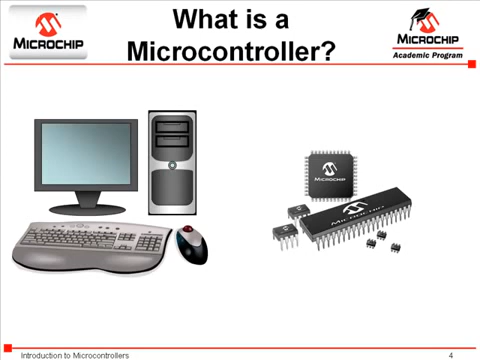 MICROCHIP
What is a
Microcontroller?
MICROCHIP
Academic Program
MICROCHIP
MICROCHIP
Introduction to Microcontrollers
4